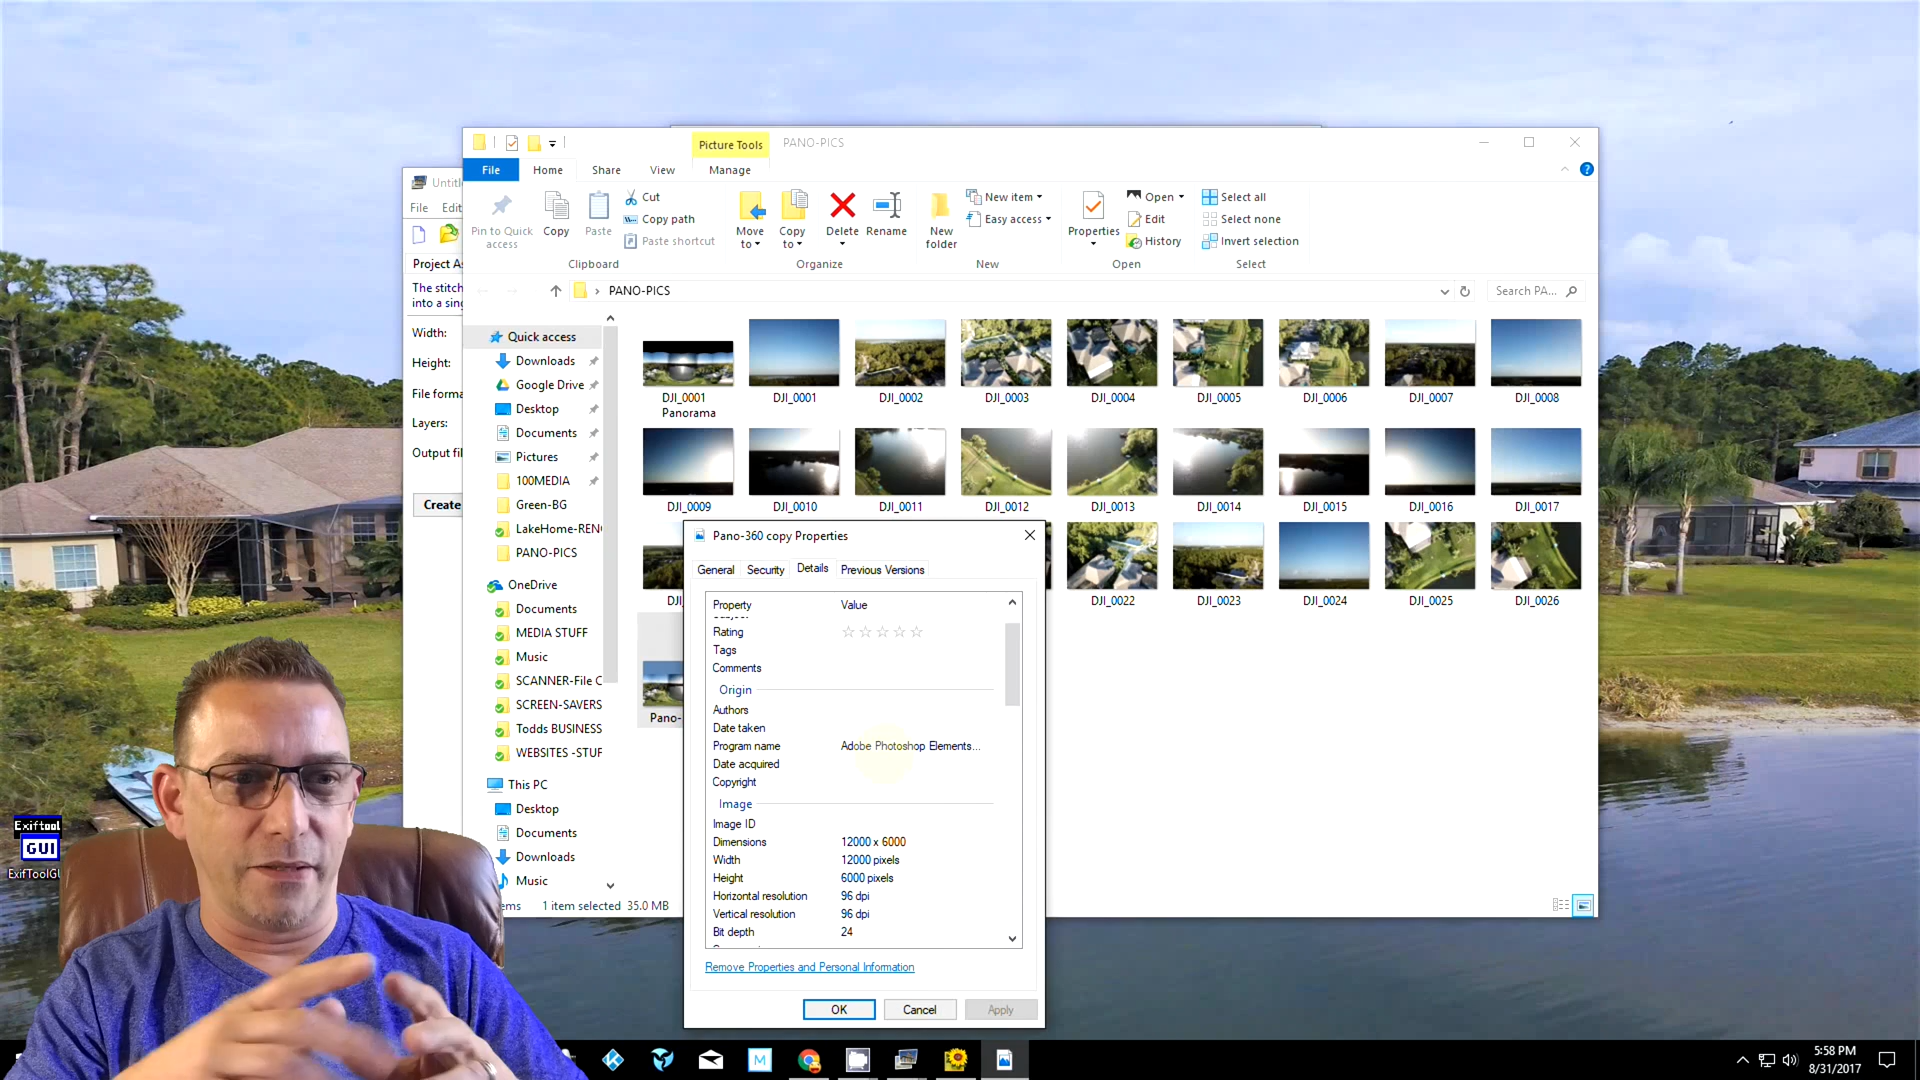 Picture Tools
PANO-PICS
File
Home
Share
View
Manage
Pin to Quick
access
Copy
Paste
Cut
Copy path
Paste shortcut
Clipboard
Move
to
Copy
to
Delete
Rename
Organize
New
folder
New item
Easy access
New
Properties
Open
Edit
History
Open
Select all
Select none
Invert selection
Select
PANO-PICS
Search PA...
File
Edit
The stitch
Width:
Height:
Layers:
Create
Quick access
Downloads
Google Drive
Desktop
Documents
Pictures
100MEDIA
Green-BG
PANO-PICS
OneDrive
Documents
MEDIA STUFF
Music
SCANNER-File C
SCREEN-SAVERS
Todds BUSINESS
WEBSITES -STUF
This PC
Desktop
Documents
Downloads
Music
1 item selected 35.0 MB
DJI_0001
Panorama
DJI_0001
DJI_0002
DJI_0003
DJI_0004
DJI_0005
DJI_0006
DJI_0007
DJI_0008
DJI_0009
DJI_0010
DJI_0011
DJI_0012
DJI_0013
DJI_0014
DJI_0015
DJI_0016
DJI_0017
DJI_0022
DJI_0023
DJI_0024
DJI_0025
DJI_0026
Pano-
Pano-360 copy Properties
General
Security
Details
Previous Versions
Property Value
Rating
Tags
Comments
Origin
Authors
Date taken
Program name Adobe Photoshop Elements...
Date acquired
Copyright
Image
Image ID
Dimensions 12000 x 6000
Width 12000 pixels
Height 6000 pixels
Horizontal resolution 96 dpi
Vertical resolution 96 dpi
Bit depth 24
Remove Properties and Personal Information
OK
Cancel
Apply
Exiftool
GUI
ExifToolGU
M
5:58 PM
8/31/2017